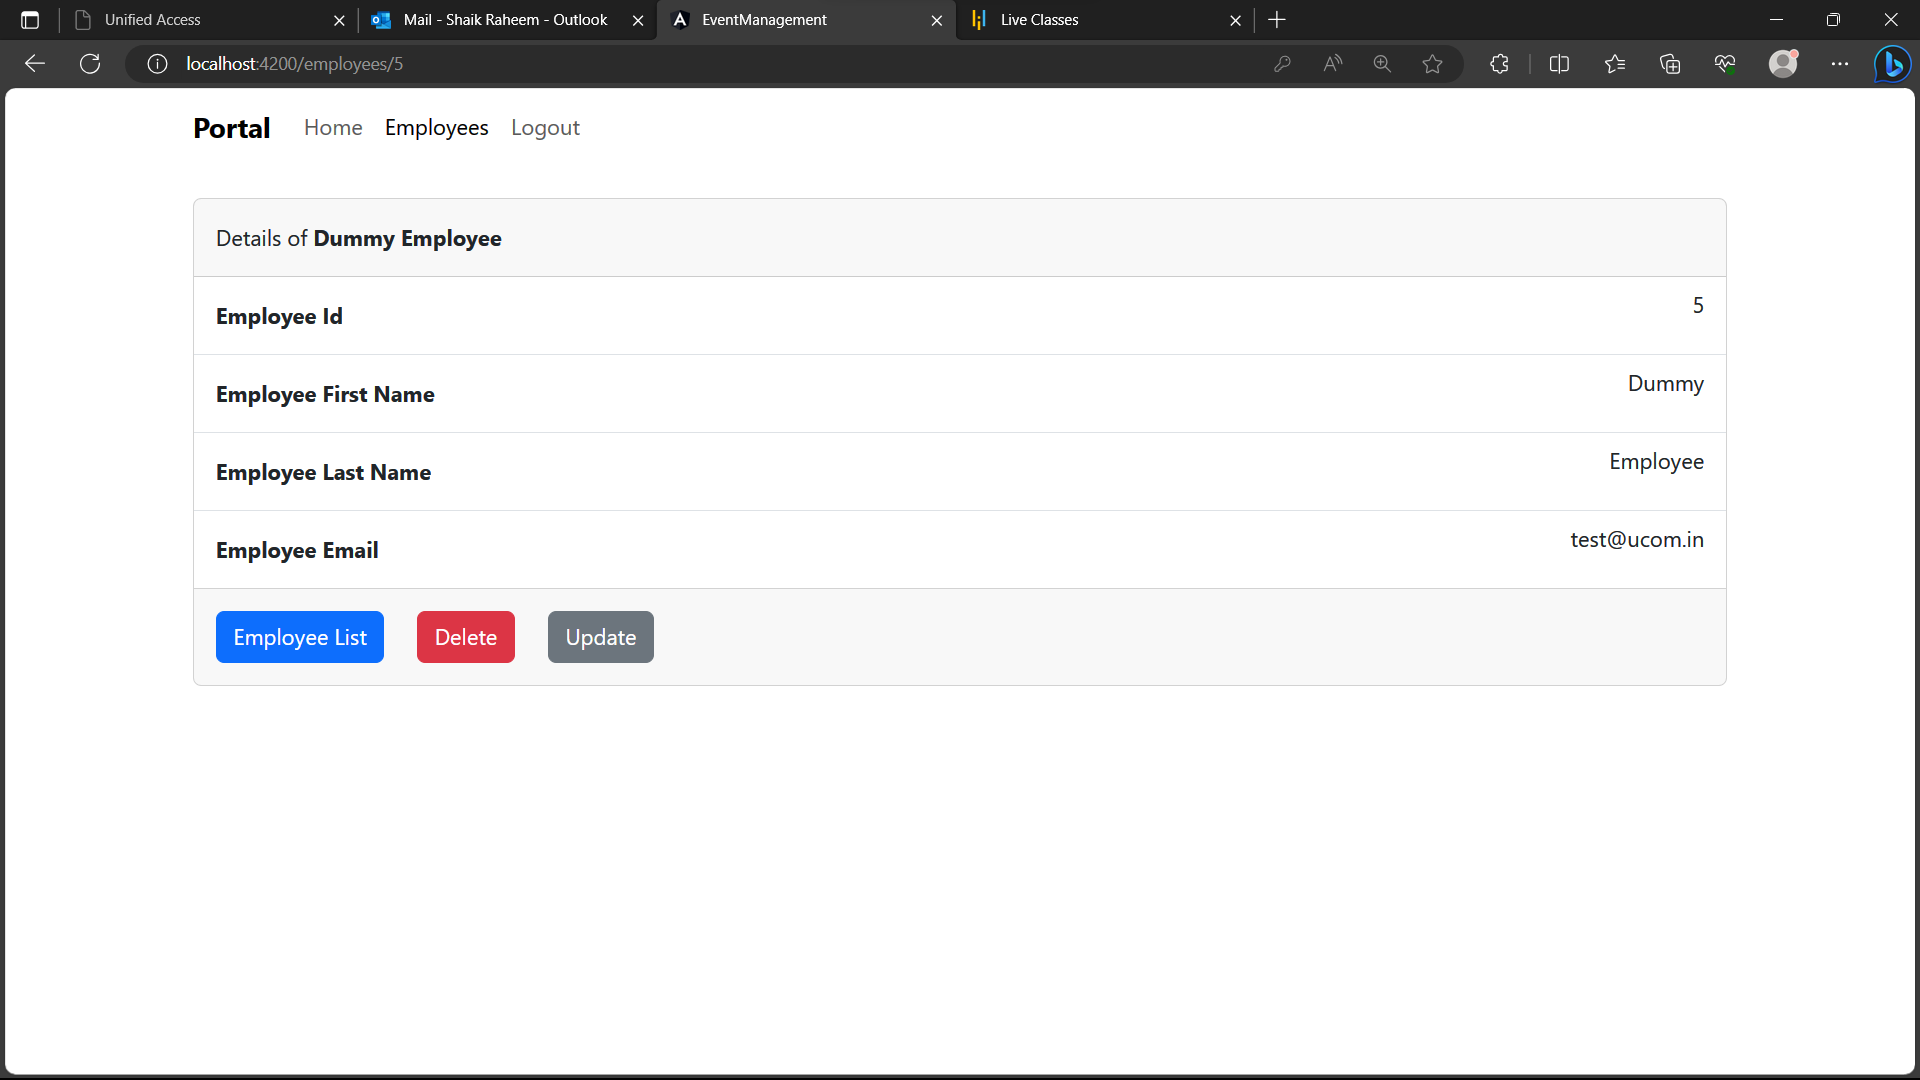 Unified Access
Mail - Shaik Raheem - Outlook
EventManagement
Live Classes
localhost:4200/employees/5
Portal Home Employees Logout
Details of Dummy Employee
Employee Id 5
Employee First Name Dummy
Employee Last Name Employee
Employee Email test@ucom.in
Employee List Delete Update